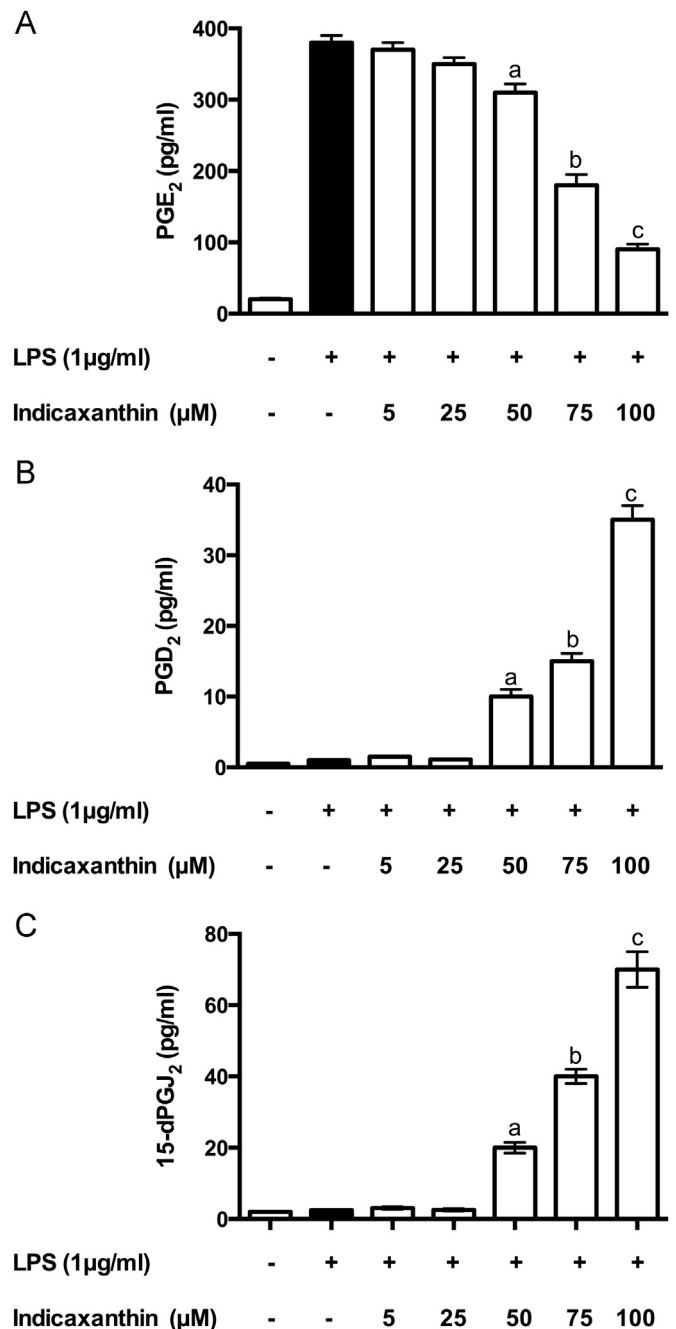 A
400
300
200
100
0
PGE2 (pg/ml)
a
b
c
LPS (1µg/ml) - + + + + + +
Indicaxanthin (µM) - - 5 25 50 75 100
B
40
30
20
10
0
PGD2 (pg/ml)
a
b
c
LPS (1µg/ml) - + + + + + +
Indicaxanthin (µM) - - 5 25 50 75 100
C
80
60
40
20
0
15-dPGJ2 (pg/ml)
a
b
c
LPS (1µg/ml) - + + + + + +
Indicaxanthin (µM) - - 5 25 50 75 100